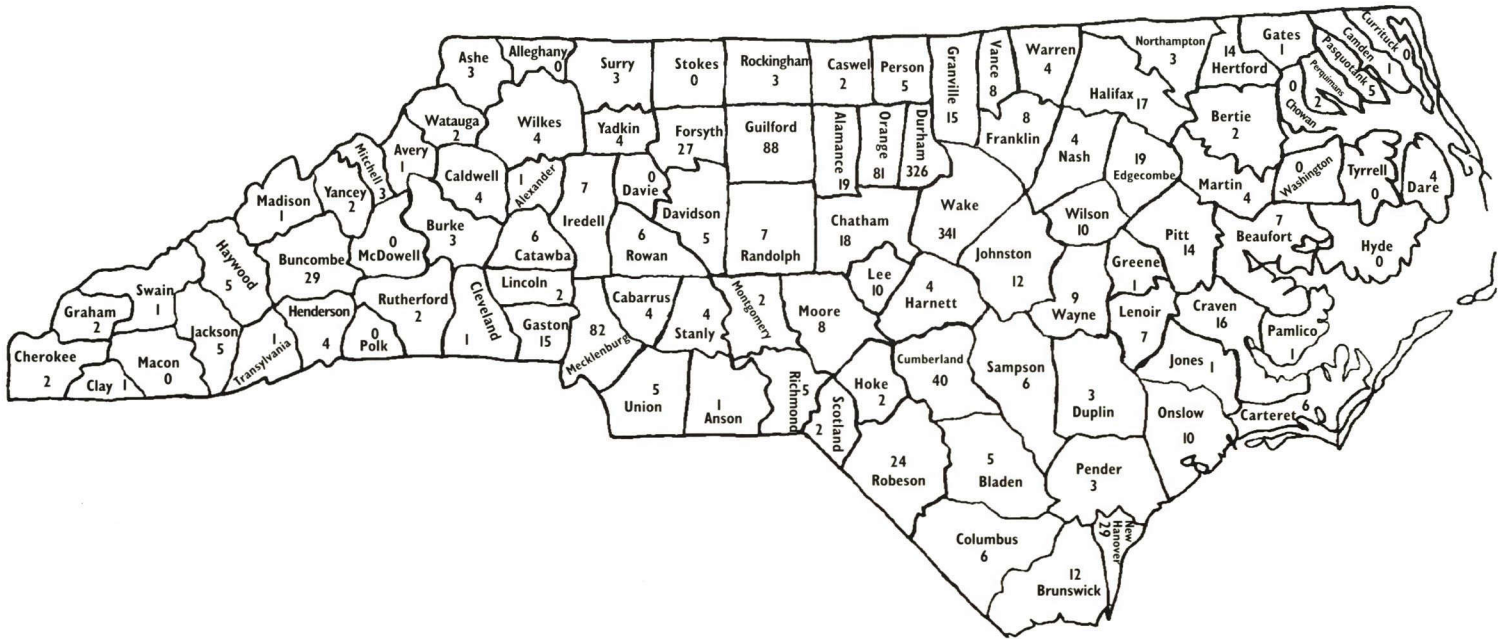 Ashe
3
Alleghany
0
Surry
3
Stokes
0
Rockingham
3
Caswel
2
Person
5
Granville
15
Vance
8
Warren
4
Northampton
3
14
Hertford
Gates
1
Currituck
0
Camden
1
Pasquotank
5
Perquimans
2
0
Chowan
Halifax
17
Bertie
2
Watauga
2
Wilkes
4
Yadkin
4
Forsyth
27
Guilford
88
Alamance
19
Orange
81
Durham
326
8
Franklin
4
Nash
19
Edgecombe
Martin
4
0
Washington
Tyrrell
0
4
Dare
Mitchell
3
Avery
1
Caldwell
4
1
Alexander
7
Iredell
0
Davie
Davidson
5
7
Randolph
Chatham
18
Wake
341
Wilson
10
Pitt
14
7
Beaufort
Hyde
0
Madison
1
Yancey
2
0
McDowell
Burke
3
6
Catawba
6
Rowan
Lee
10
4
Harnett
Johnston
12
9
Wayne
Greene
1
Lenoir
7
Craven
16
Pamlico
1
Haywood
5
Buncombe
29
Rutherford
2
Cleveland
1
Lincoln
2
Gaston
15
82
Mecklenburg
Cabarrus
4
4
Stanly
2
Montgomery
Moore
8
Swain
1
Graham
2
Cherokee
2
Clay
1
Macon
0
Jackson
5
1
Transylvania
Henderson
4
0
Polk
5
Union
1
Anson
5
Richmond
2
Scotland
Hoke
2
Cumberland
40
Sampson
6
3
Duplin
Jones
1
Onslow
10
Carteret
6
24
Robeson
5
Bladen
Pender
3
Columbus
6
12
Brunswick
New
Hanover
29